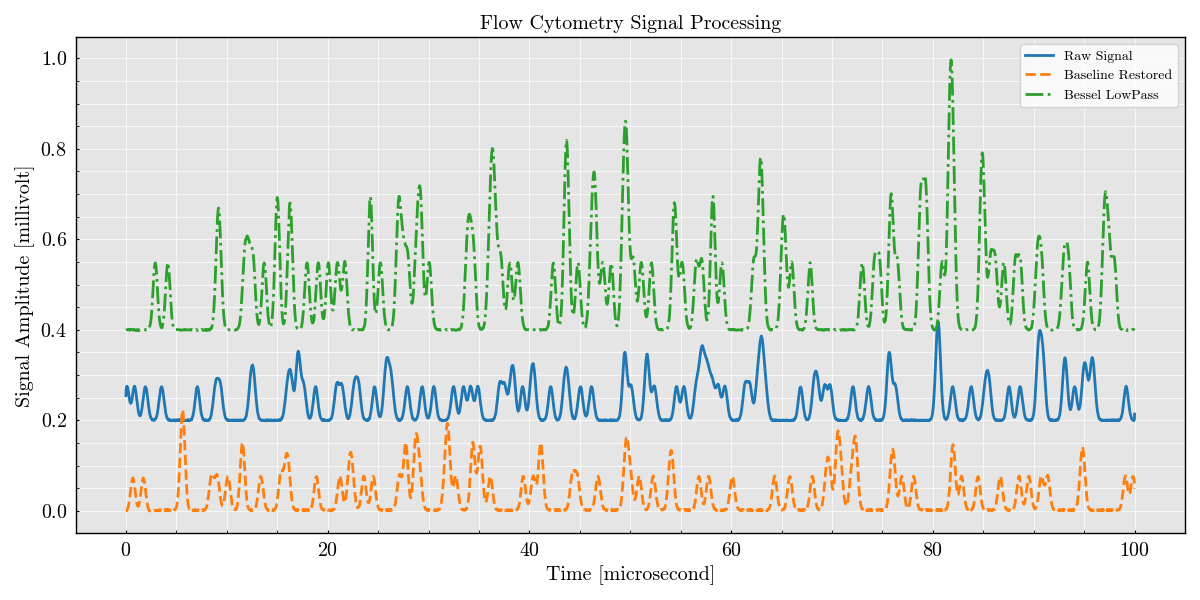 Flow Cytometry Signal Processing
Raw Signal
Baseline Restored
Bessel LowPass
Signal Amplitude [millivolt]
1.0
0.8
0.6
0.4
0.2
0.0
0 20 40 60 80 100
Time [microsecond]